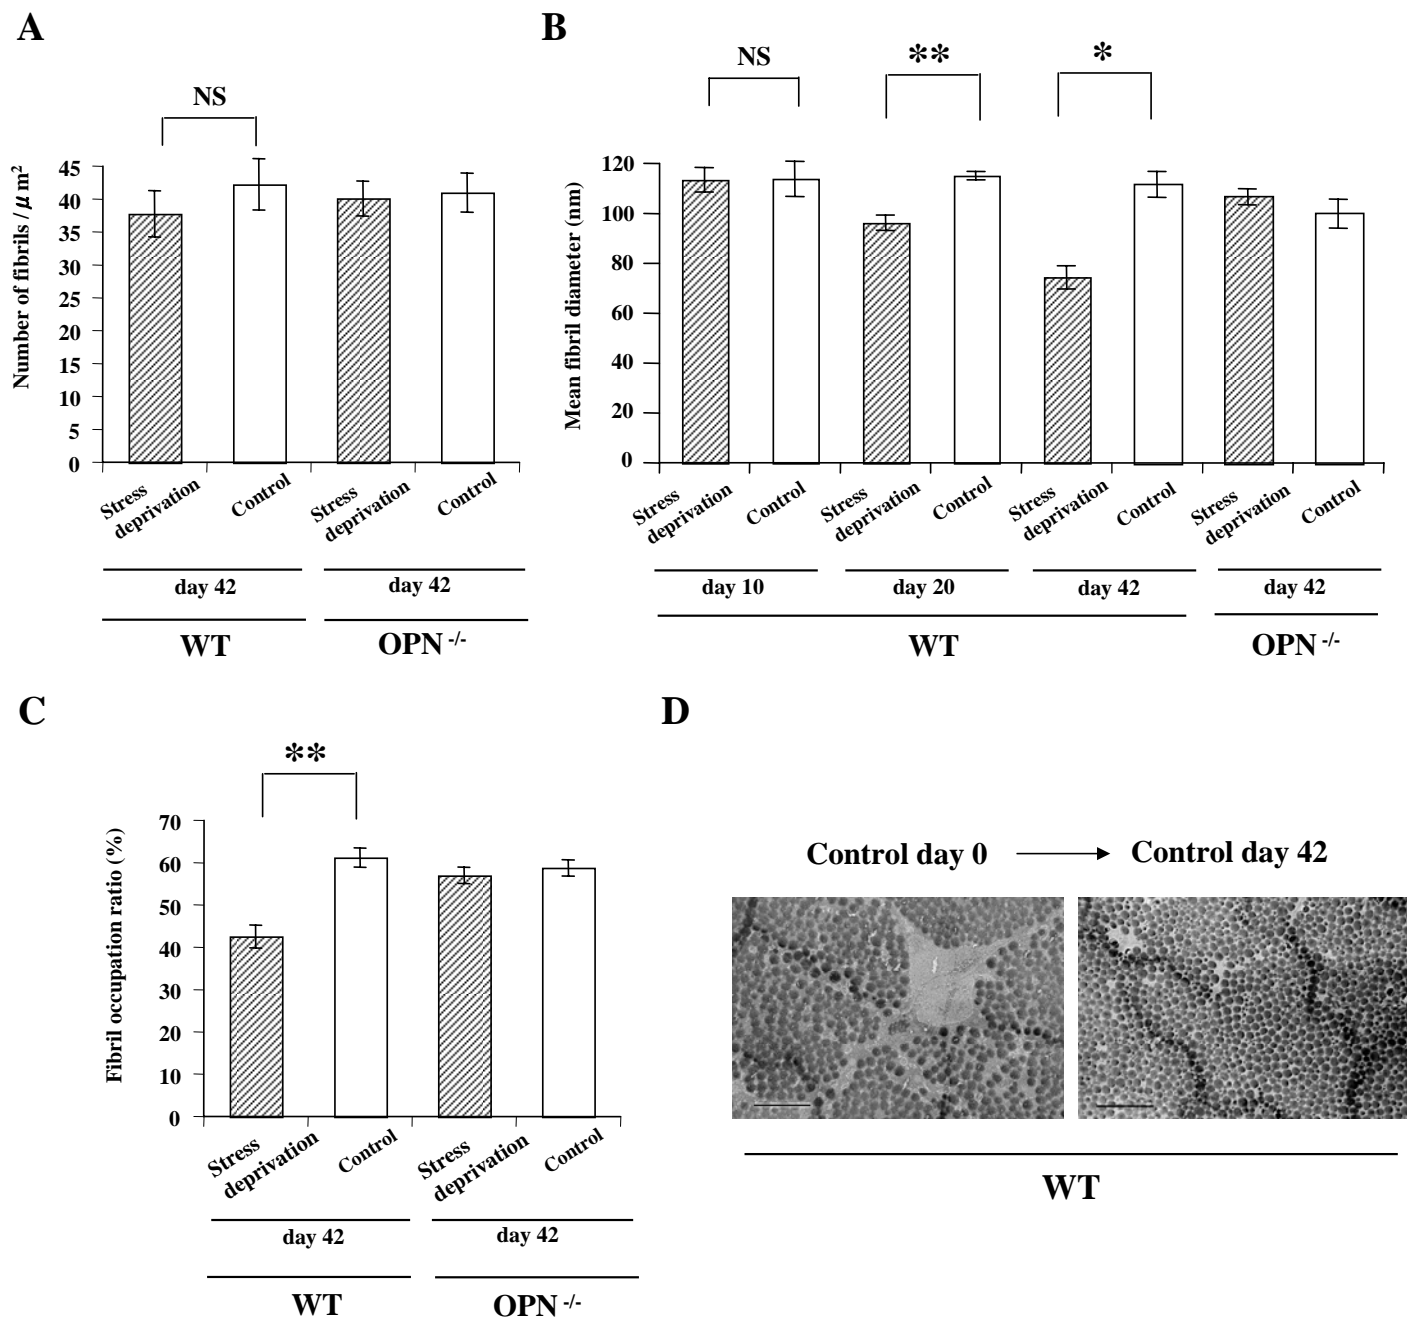 A
NS
Number of fibrils / μ m²
45
40
35
30
25
20
15
10
5
0
Stress deprivation
Control
Stress deprivation
Control
day 42
day 42
WT
OPN -/-
B
NS
**
*
Mean fibril diameter (nm)
120
100
80
60
40
20
0
Stress deprivation
Control
Stress deprivation
Control
Stress deprivation
Control
Stress deprivation
Control
day 10
day 20
day 42
day 42
WT
OPN -/-
C
**
Fibril occupation ratio (%)
70
60
50
40
30
20
10
0
Stress deprivation
Control
Stress deprivation
Control
day 42
day 42
WT
OPN -/-
D
Control day 0
Control day 42
WT